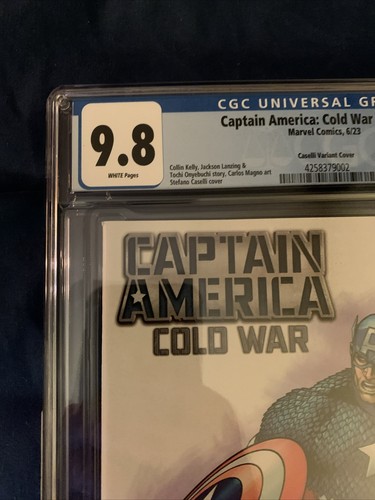 CGC UNIVERSAL GR
9.8
WHITE Pages
Captain America: Cold War
Marvel Comics, 6/23
Caselli Variant Cover
Collin Kelly, Jackson Lanzing &
Tochi Onyebuchi story, Carlos Magno art
Stefano Caselli cover
4258379002
CAPTAIN
AMERICA
COLD WAR
A